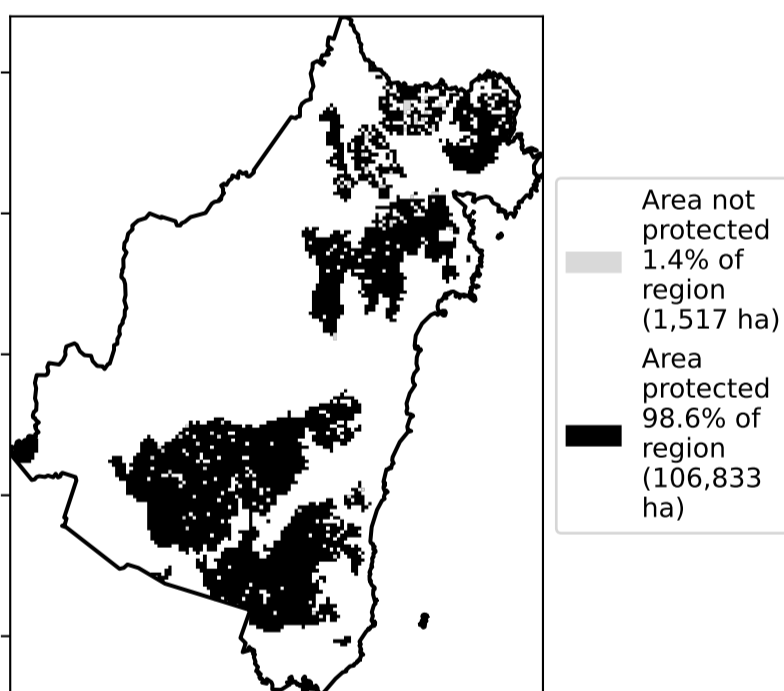 Area not
protected
1.4% of
region
(1,517 ha)
Area
protected
98.6% of
region
(106,833
ha)